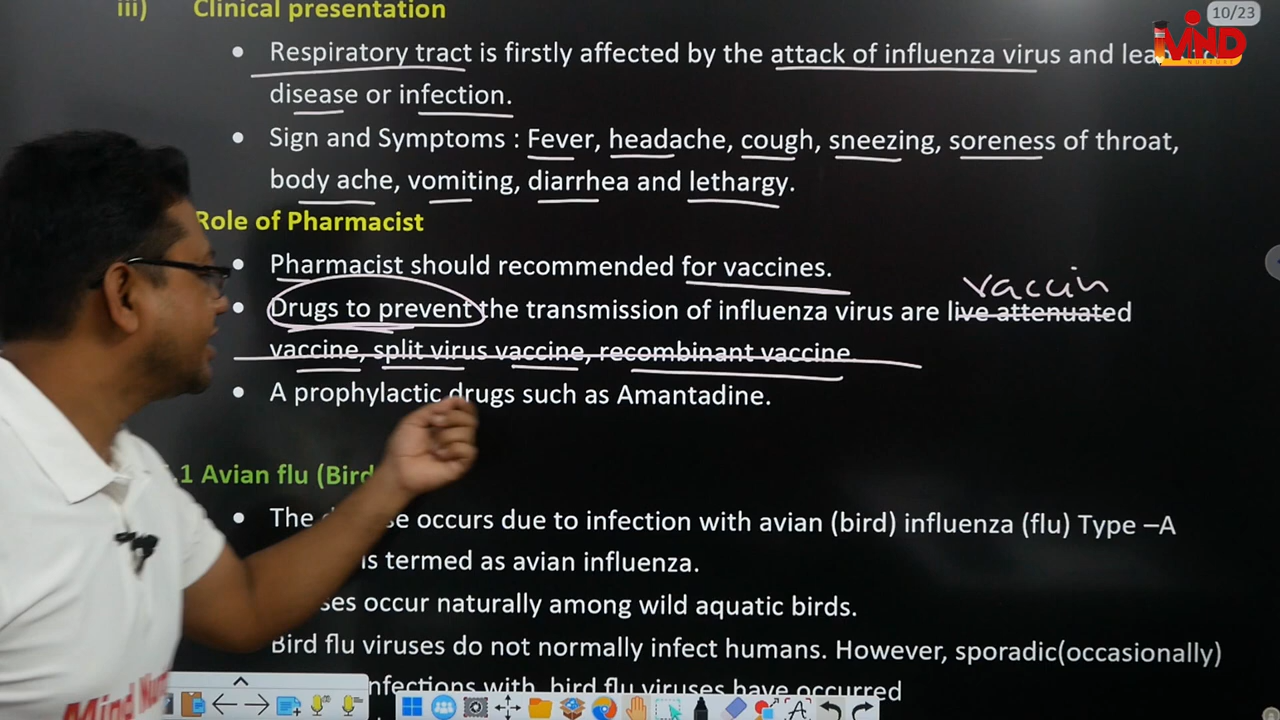 10/23
iii) Clinical presentation
MIND
NURTURE
• Respiratory tract is firstly affected by the attack of influenza virus and
disease or infection.
• Sign and Symptoms : Fever, headache, cough, sneezing, soreness of throat,
body ache, vomiting, diarrhea and lethargy.
Role of Pharmacist
• Pharmacist should recommended for vaccines.
vaccin
• Drugs to prevent the transmission of influenza virus are live attenuated
vaccine, split virus vaccine, recombinant vaccine
• A prophylactic drugs such as Amantadine.
.1 Avian flu (Bird
• The occurs due to infection with avian (bird) influenza (flu) Type –A
is termed as avian influenza.
occur naturally among wild aquatic birds.
Bird flu viruses do not normally infect humans. However, sporadic(occasionally)
infections with bird flu viruses have occurred
Mind